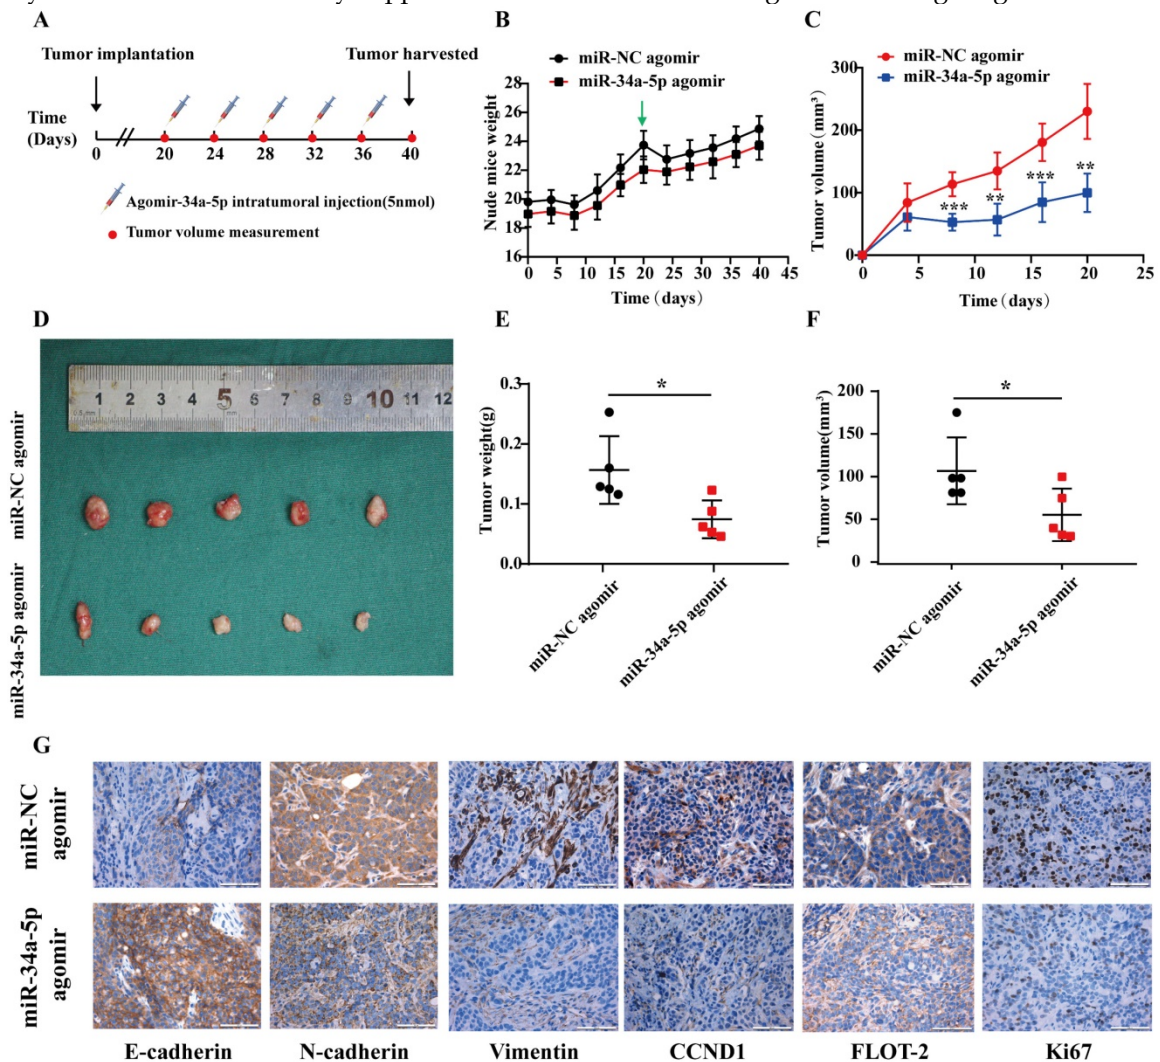 A
Tumor implantation
Tumor harvested
Time
(Days)
0 20 24 28 32 36 40
Agomir-34a-5p intratumoral injection(5nmol)
Tumor volume measurement
B
miR-NC agomir
miR-34a-5p agomir
Nude mice weight
28
26
24
22
20
18
16
0 5 10 15 20 25 30 35 40 45
Time (days)
C
miR-NC agomir
miR-34a-5p agomir
Tumor volume (mm³)
300
200
100
0
*** ** *** **
0 5 10 15 20 25
Time (days)
D
1 2 3 4 5 6 7 8 9 10 11 12
0.5mm
mm
miR-NC agomir
miR-34a-5p agomir
E
Tumor weight(g)
0.3
0.2
0.1
0.0
*
miR-NC agomir
miR-34a-5p agomir
F
Tumor volume(mm³)
200
150
100
50
0
*
miR-NC agomir
miR-34a-5p agomir
G
miR-NC
agomir
miR-34a-5p
agomir
E-cadherin N-cadherin Vimentin CCND1 FLOT-2 Ki67